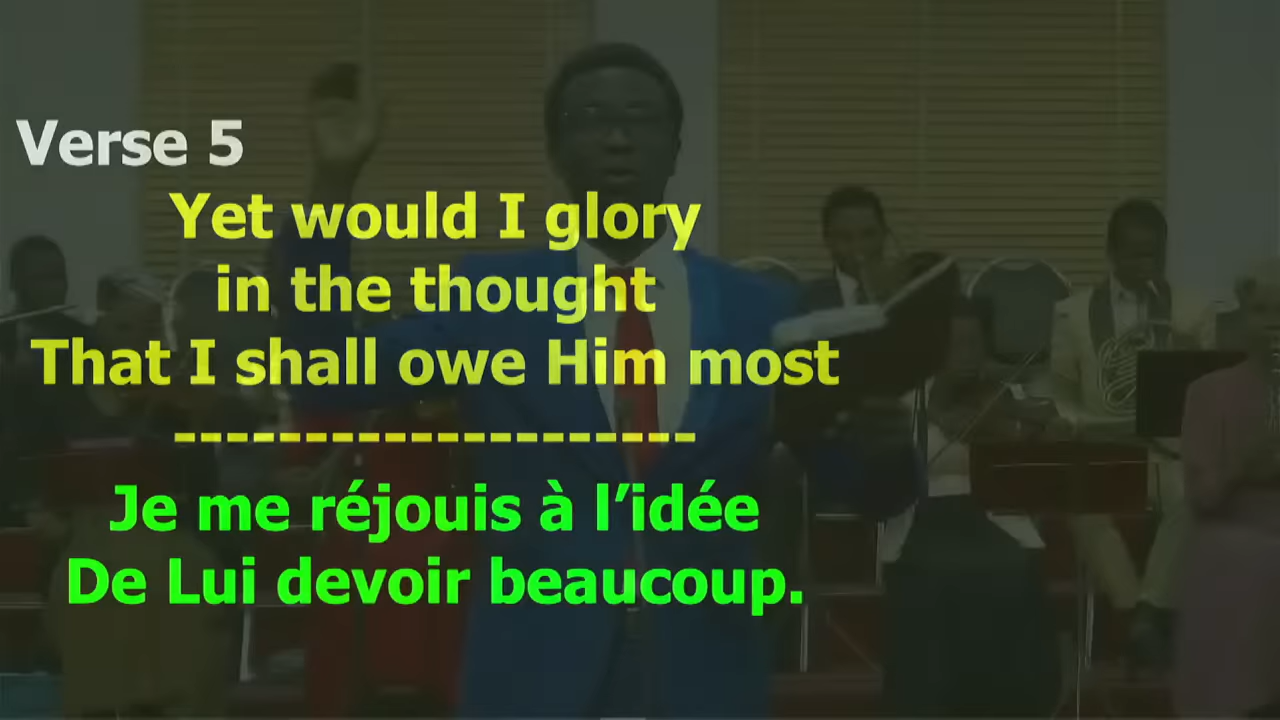 Verse 5
Yet would I glory
in the thought
That I shall owe Him most
--------------------
Je me réjouis à l’idée
De Lui devoir beaucoup.